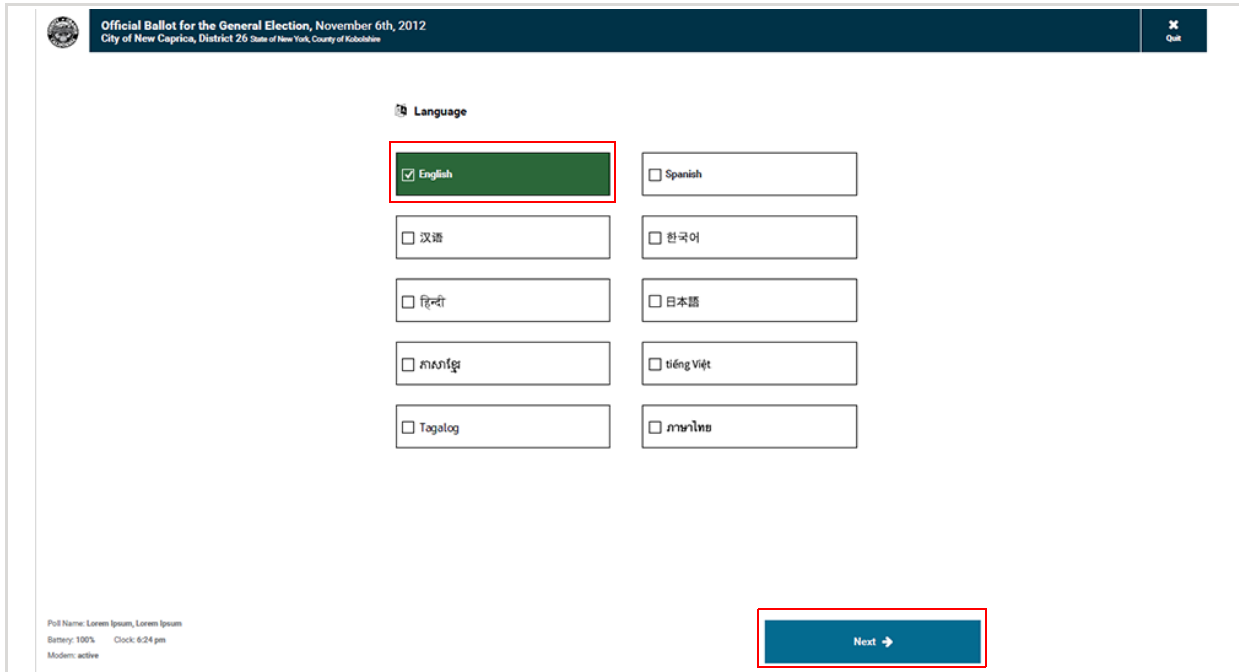 Official Ballot for the General Election, November 6th, 2012
City of New Caprica, District 26 State of New York, County of Kobolshire
Quit
Language
English
Spanish
汉语
한국어
हिन्दी
日本語
ភាសាខ្មែរ
tiếng Việt
Tagalog
ภาษาไทย
Poll Name: Lorem Ipsum, Lorem Ipsum
Battery: 100% Clock: 6:24 pm
Modem: active
Next